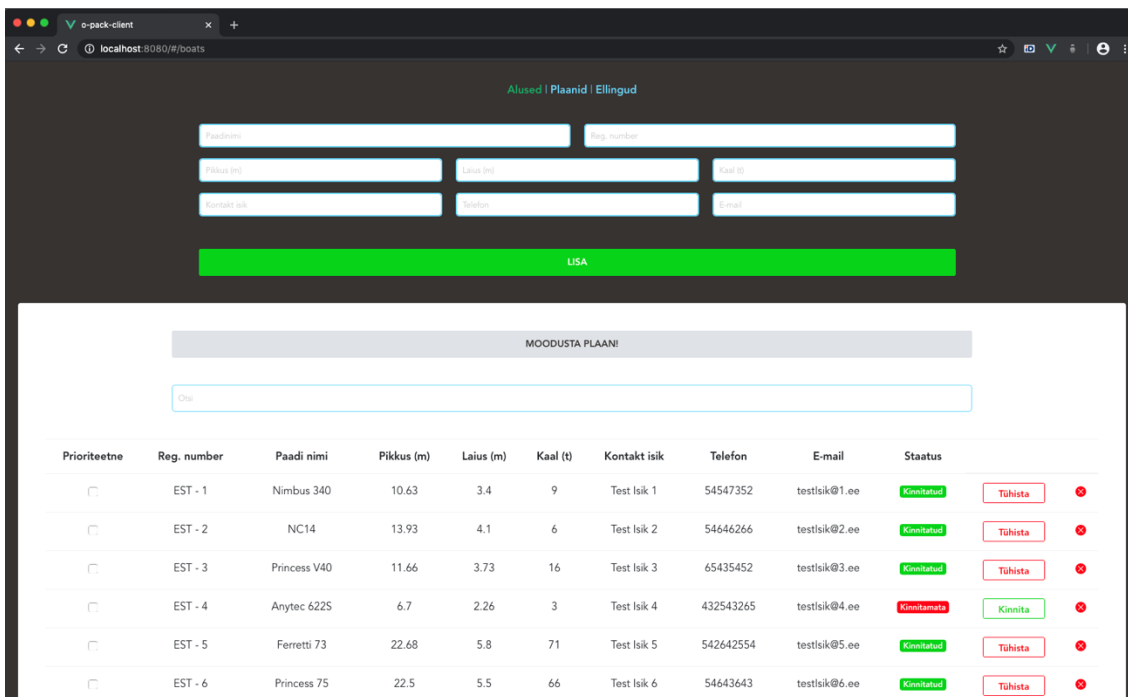 o-pack-client
localhost:8080/#/boats
Alused | Plaanid | Ellingud
Paadinimi Reg. number
Pikkus (m) Laius (m) Kaal (t)
Kontakt isik Telefon E-mail
LISA
MOODUSTA PLAAN!
Otsi
Prioriteetne Reg. number Paadi nimi Pikkus (m) Laius (m) Kaal (t) Kontakt isik Telefon E-mail Staatus
EST - 1 Nimbus 340 10.63 3.4 9 Test Isik 1 54547352 testIsik@1.ee Kinnitatud Tühista
EST - 2 NC14 13.93 4.1 6 Test Isik 2 54646266 testIsik@2.ee Kinnitatud Tühista
EST - 3 Princess V40 11.66 3.73 16 Test Isik 3 65435452 testIsik@3.ee Kinnitatud Tühista
EST - 4 Anytec 622S 6.7 2.26 3 Test Isik 4 432543265 testIsik@4.ee Kinnitamata Kinnita
EST - 5 Ferretti 73 22.68 5.8 71 Test Isik 5 542642554 testIsik@5.ee Kinnitatud Tühista
EST - 6 Princess 75 22.5 5.5 66 Test Isik 6 54643643 testIsik@6.ee Kinnitatud Tühista